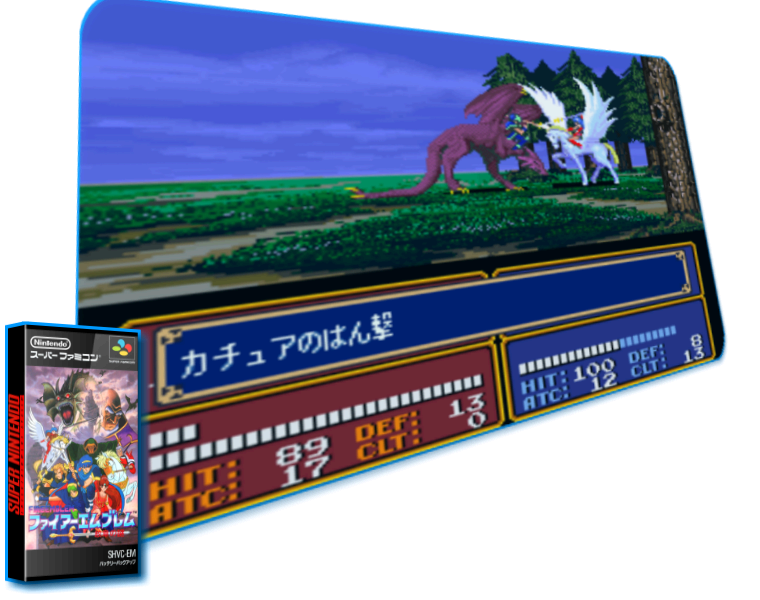 カチュアのはん撃
HIT: 89 DEF: 13
ATC: 17 CLT: 0
HIT: 100 DEF: 8
ATC: 12 CLT: 13
Nintendo
スーパーファミコン
SUPER NINTENDO
ファイアーエムブレム
SHVC-EM
バッテリーバックアップ